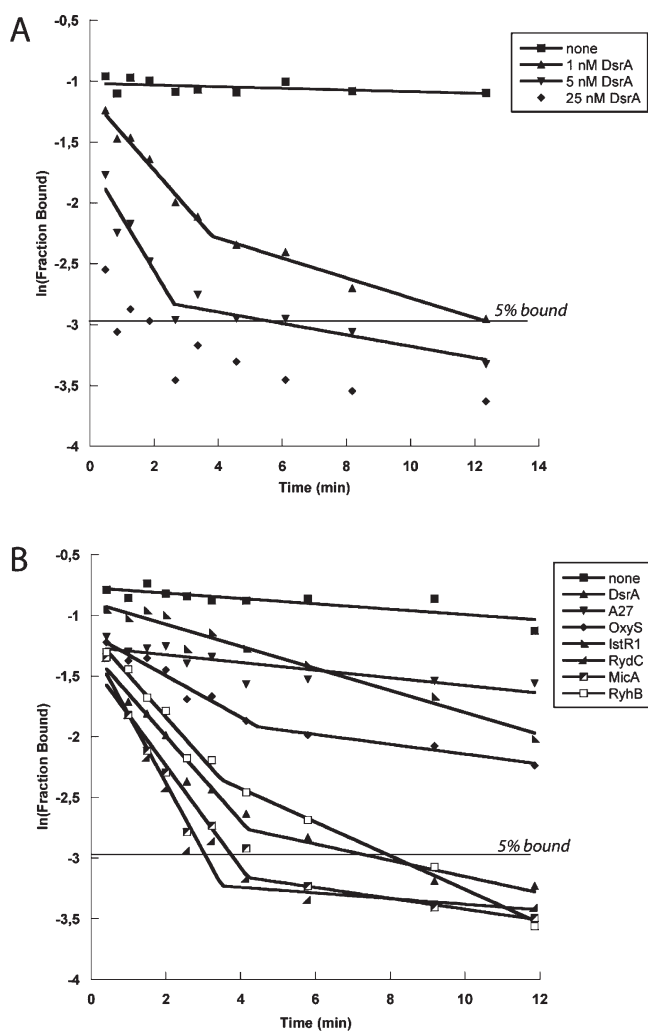 A
-0,5
-1
-1,5
-2
-2,5
-3
-3,5
-4
ln(Fraction Bound)
none
1 nM DsrA
5 nM DsrA
25 nM DsrA
5% bound
0 2 4 6 8 10 12 14
Time (min)
B
-0,5
-1
-1,5
-2
-2,5
-3
-3,5
-4
ln(Fraction Bound)
none
DsrA
A27
OxyS
IstR1
RydC
MicA
RyhB
5% bound
0 2 4 6 8 10 12
Time (min)